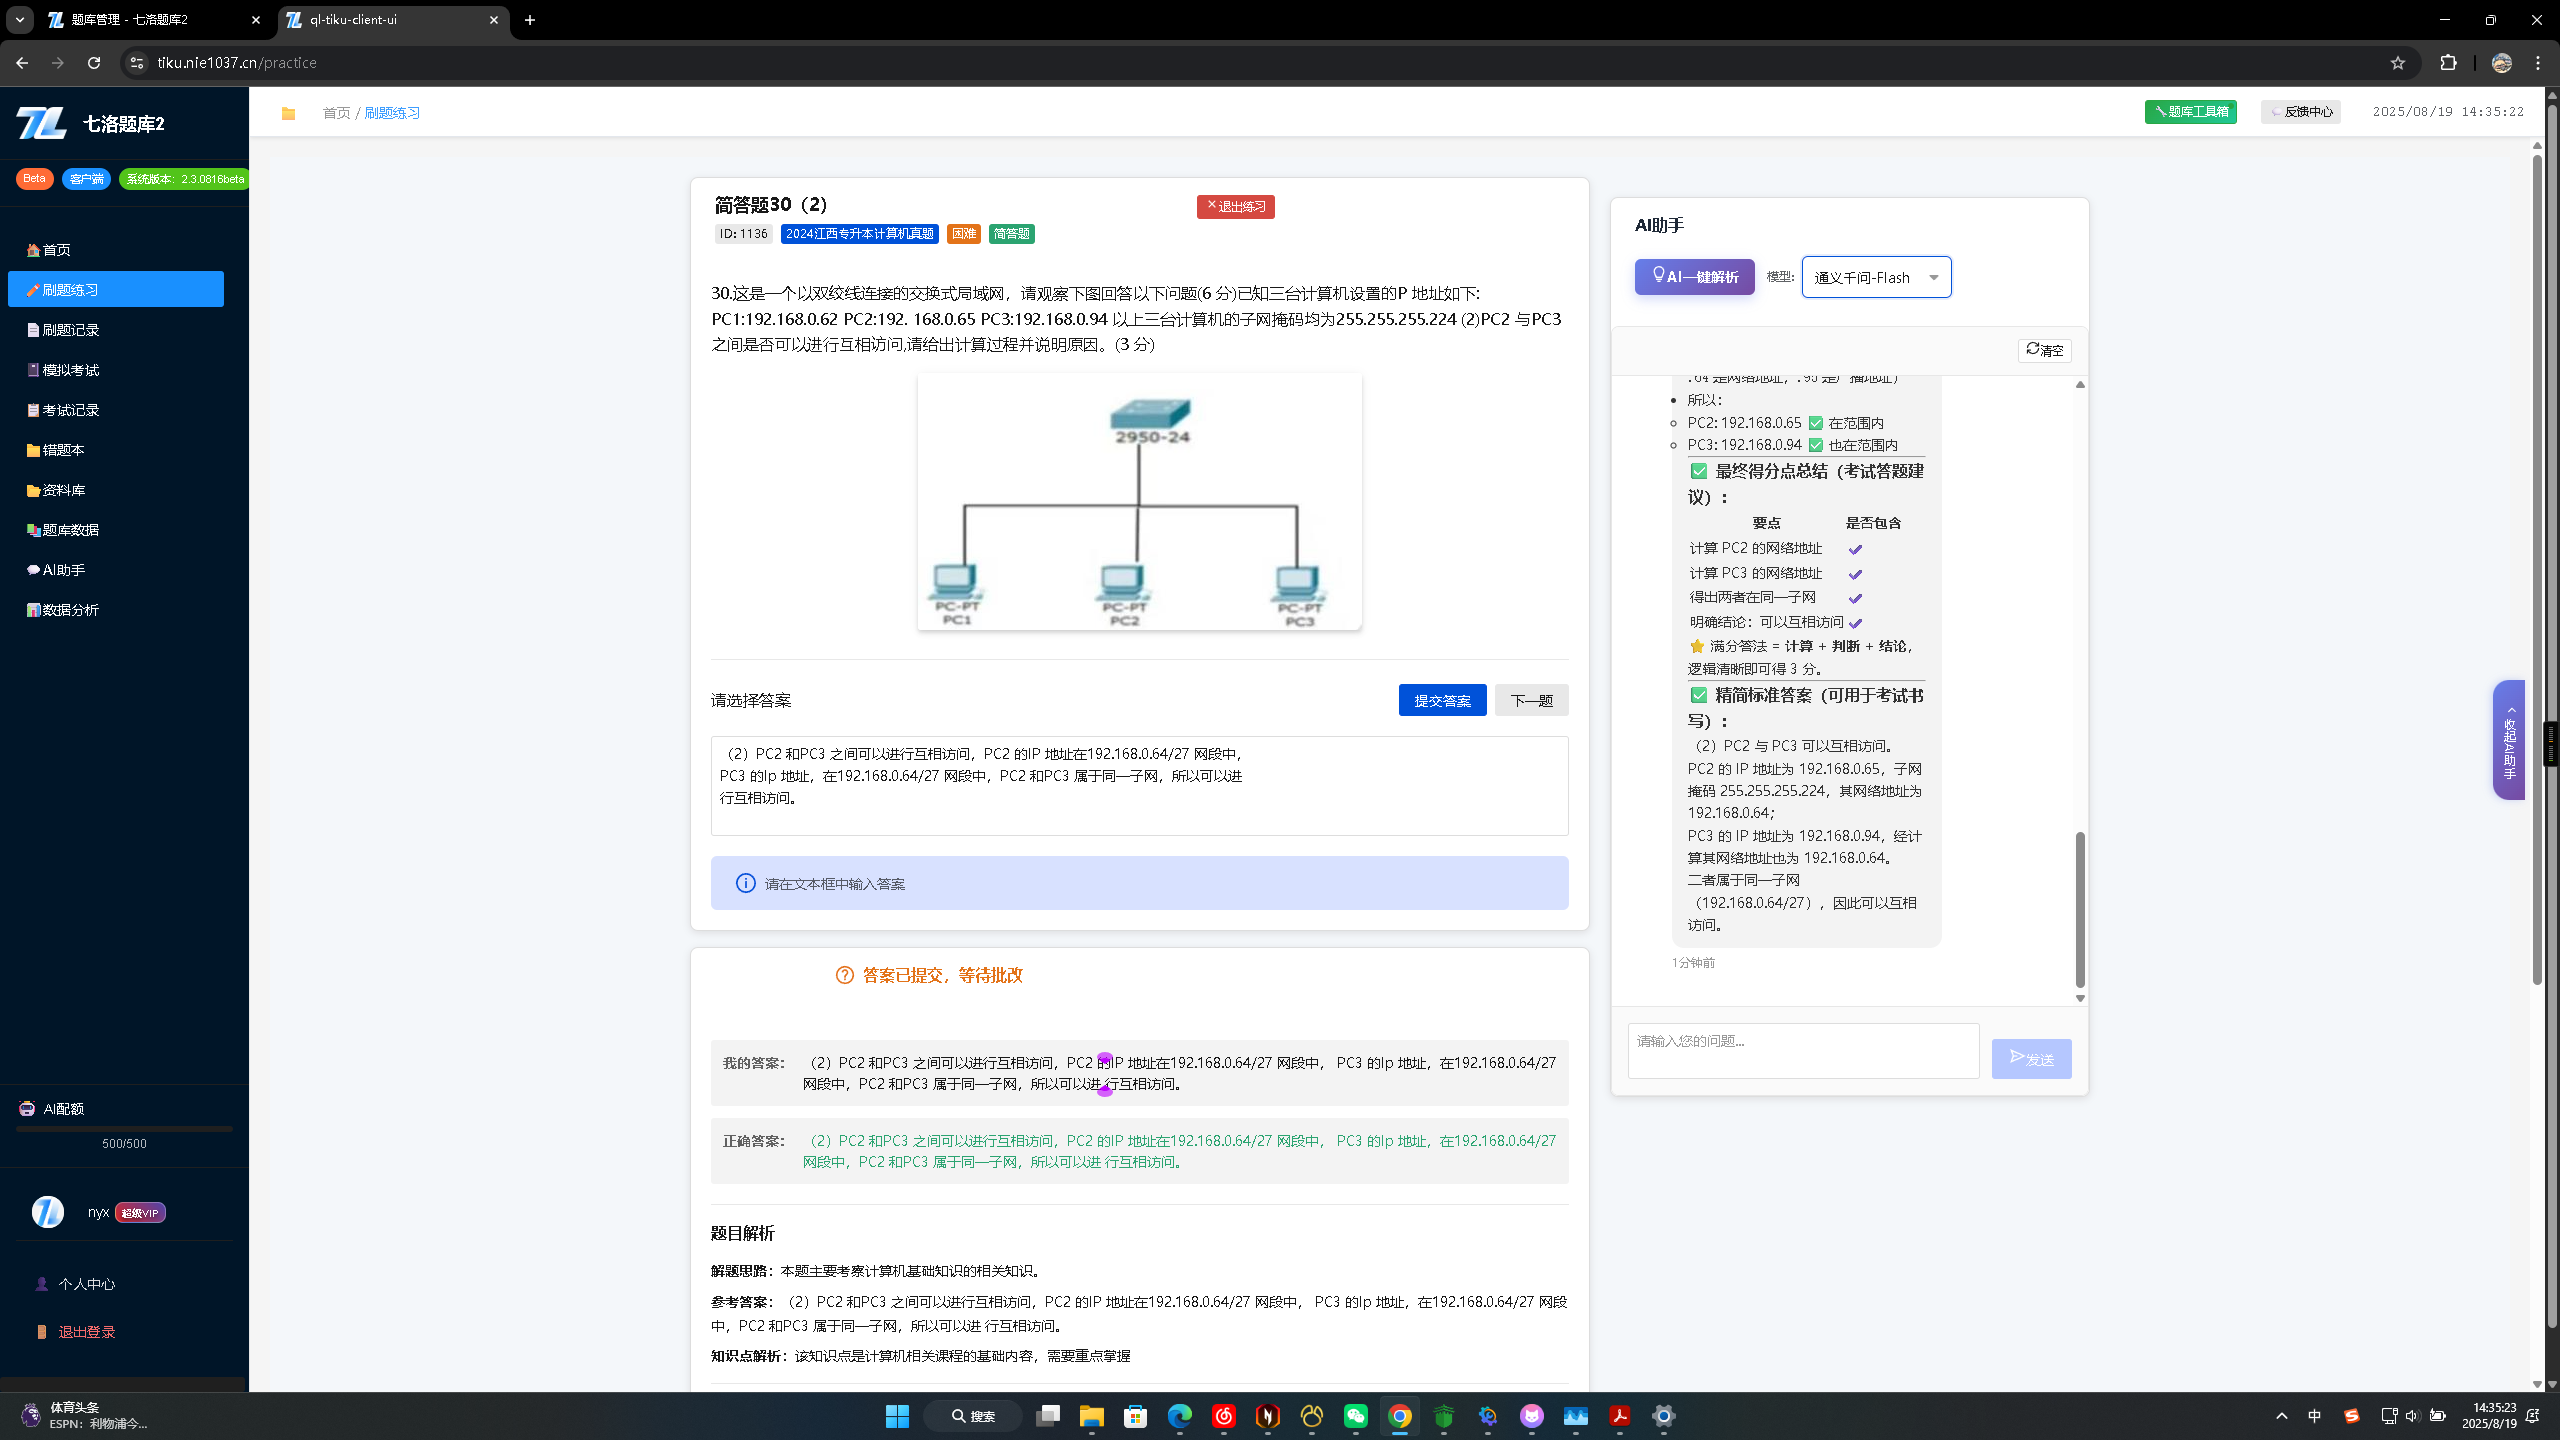 题库管理 - 七洛题库2
ql-tiku-client-ui
tiku.nie1037.cn/practice
七洛题库2
Beta
客户端
系统版本: 2.3.0816beta
首页
刷题练习
刷题记录
模拟考试
考试记录
错题本
资料库
题库数据
AI助手
数据分析
AI配额
500/500
nyx 超级VIP
个人中心
退出登录
首页 / 刷题练习
题库工具箱
反馈中心
2025/08/19 14:35:22
简答题30（2）
退出练习
ID: 1136
2024江西专升本计算机真题
困难
简答题
30.这是一个以双绞线连接的交换式局域网，请观察下图回答以下问题(6 分)已知三台计算机设置的P 地址如下:
PC1:192.168.0.62 PC2:192. 168.0.65 PC3:192.168.0.94 以上三台计算机的子网掩码均为255.255.255.224 (2)PC2 与PC3
之间是否可以进行互相访问,请给出计算过程并说明原因。(3 分)
2950-24
PC-PT
PC1
PC-PT
PC2
PC-PT
PC3
请选择答案
提交答案
下一题
（2）PC2 和PC3 之间可以进行互相访问，PC2 的IP 地址在192.168.0.64/27 网段中，
PC3 的Ip 地址，在192.168.0.64/27 网段中，PC2 和PC3 属于同一子网，所以可以进
行互相访问。
请在文本框中输入答案
答案已提交，等待批改
我的答案: （2）PC2 和PC3 之间可以进行互相访问，PC2 的IP 地址在192.168.0.64/27 网段中， PC3 的Ip 地址，在192.168.0.64/27
网段中，PC2 和PC3 属于同一子网，所以可以进 行互相访问。
正确答案: （2）PC2 和PC3 之间可以进行互相访问，PC2 的IP 地址在192.168.0.64/27 网段中， PC3 的Ip 地址，在192.168.0.64/27
网段中，PC2 和PC3 属于同一子网，所以可以进 行互相访问。
题目解析
解题思路：本题主要考察计算机基础知识的相关知识。
参考答案：（2）PC2 和PC3 之间可以进行互相访问，PC2 的IP 地址在192.168.0.64/27 网段中， PC3 的Ip 地址，在192.168.0.64/27 网段
中，PC2 和PC3 属于同一子网，所以可以进 行互相访问。
知识点解析：该知识点是计算机相关课程的基础内容，需要重点掌握
AI助手
AI一键解析
模型:
通义千问-Flash
清空
.64 是网络地址，.95 是广播地址）
所以：
PC2: 192.168.0.65 ✅ 在范围内
PC3: 192.168.0.94 ✅ 也在范围内
✅ 最终得分点总结（考试答题建
议）：
要点 是否包含
计算 PC2 的网络地址 ✔
计算 PC3 的网络地址 ✔
得出两者在同一子网 ✔
明确结论：可以互相访问 ✔
⭐ 满分答法 = 计算 + 判断 + 结论，
逻辑清晰即可得 3 分。
✅ 精简标准答案（可用于考试书
写）：
（2）PC2 与 PC3 可以互相访问。
PC2 的 IP 地址为 192.168.0.65，子网
掩码 255.255.255.224，其网络地址为
192.168.0.64；
PC3 的 IP 地址为 192.168.0.94，经计
算其网络地址也为 192.168.0.64。
二者属于同一子网
（192.168.0.64/27），因此可以互相
访问。
1分钟前
请输入您的问题...
发送
收起AI助手
体育头条
ESPN：利物浦今...
搜索
中
14:35:23
2025/8/19